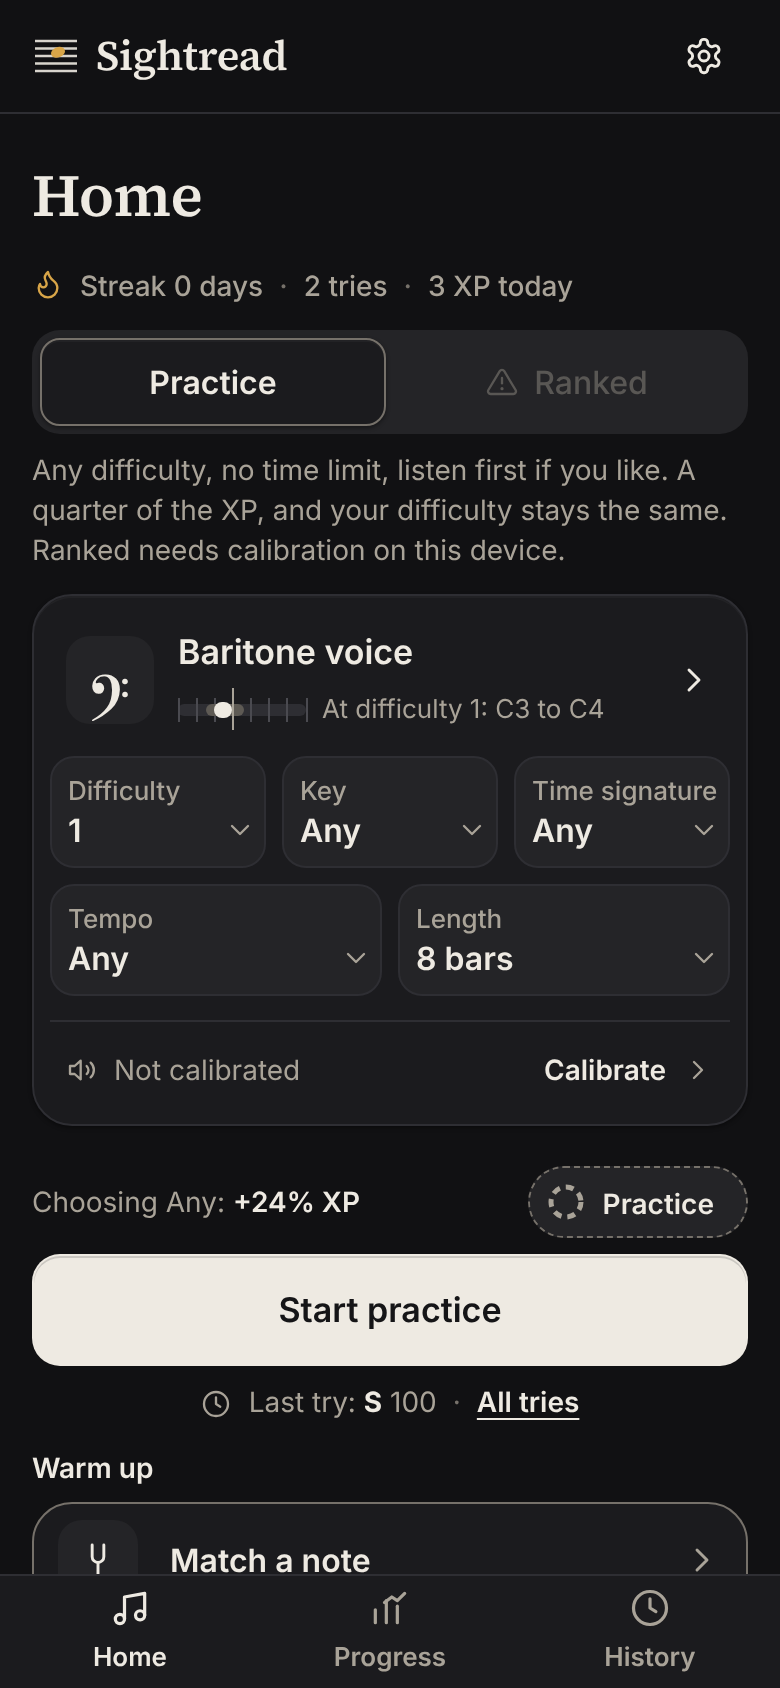 Sightread
Home
Streak 0 days · 2 tries · 3 XP today
Practice
Ranked
Any difficulty, no time limit, listen first if you like. A
quarter of the XP, and your difficulty stays the same.
Ranked needs calibration on this device.
Baritone voice
At difficulty 1: C3 to C4
Difficulty
1
Key
Any
Time signature
Any
Tempo
Any
Length
8 bars
Not calibrated
Calibrate
Choosing Any: +24% XP
Practice
Start practice
Last try: S 100 · All tries
Warm up
Match a note
Home
Progress
History